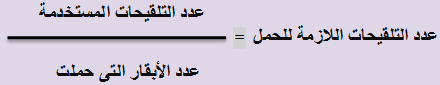 عدد التلقيحات المستخدمة
عدد التلقيحات اللازمة للحمل =
عدد الأبقار التى حملت